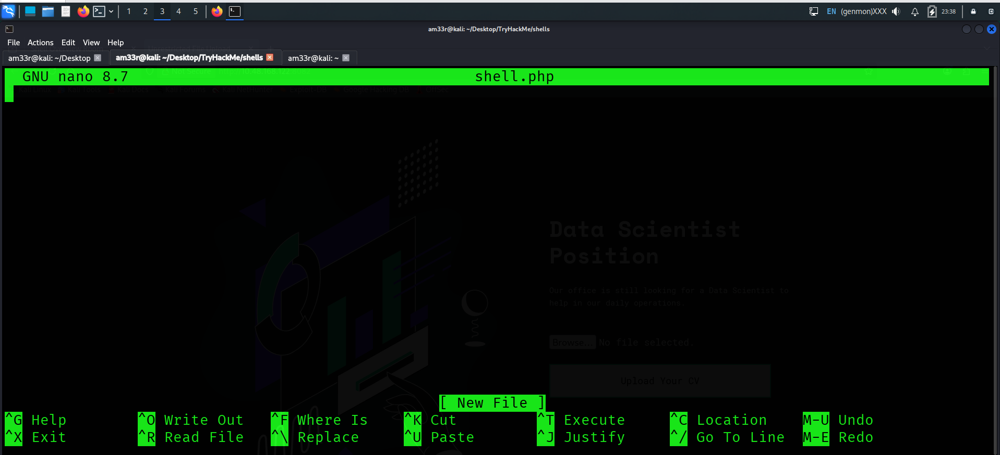 1 2 3 4 5 EN (genmon)XXX 23:38
am33r@kali: ~/Desktop/TryHackMe/shells
File Actions Edit View Help
am33r@kali: ~/Desktop am33r@kali: ~/Desktop/TryHackMe/shells am33r@kali: ~
GNU nano 8.7 shell.php
Not Secure
Kali Linux Kali Tools Kali Docs Kali Forums Kali NetHunter Exploit-DB Google Hacking DB OffSec
Data Scientist
Position
Our office is still looking for a Data Scientist to
help in our daily operations.
Browse... No file selected.
Upload Your CV
[ New File ]
^G Help ^O Write Out ^F Where Is ^K Cut ^T Execute ^C Location M-U Undo
^X Exit ^R Read File ^\ Replace ^U Paste ^J Justify ^/ Go To Line M-E Redo